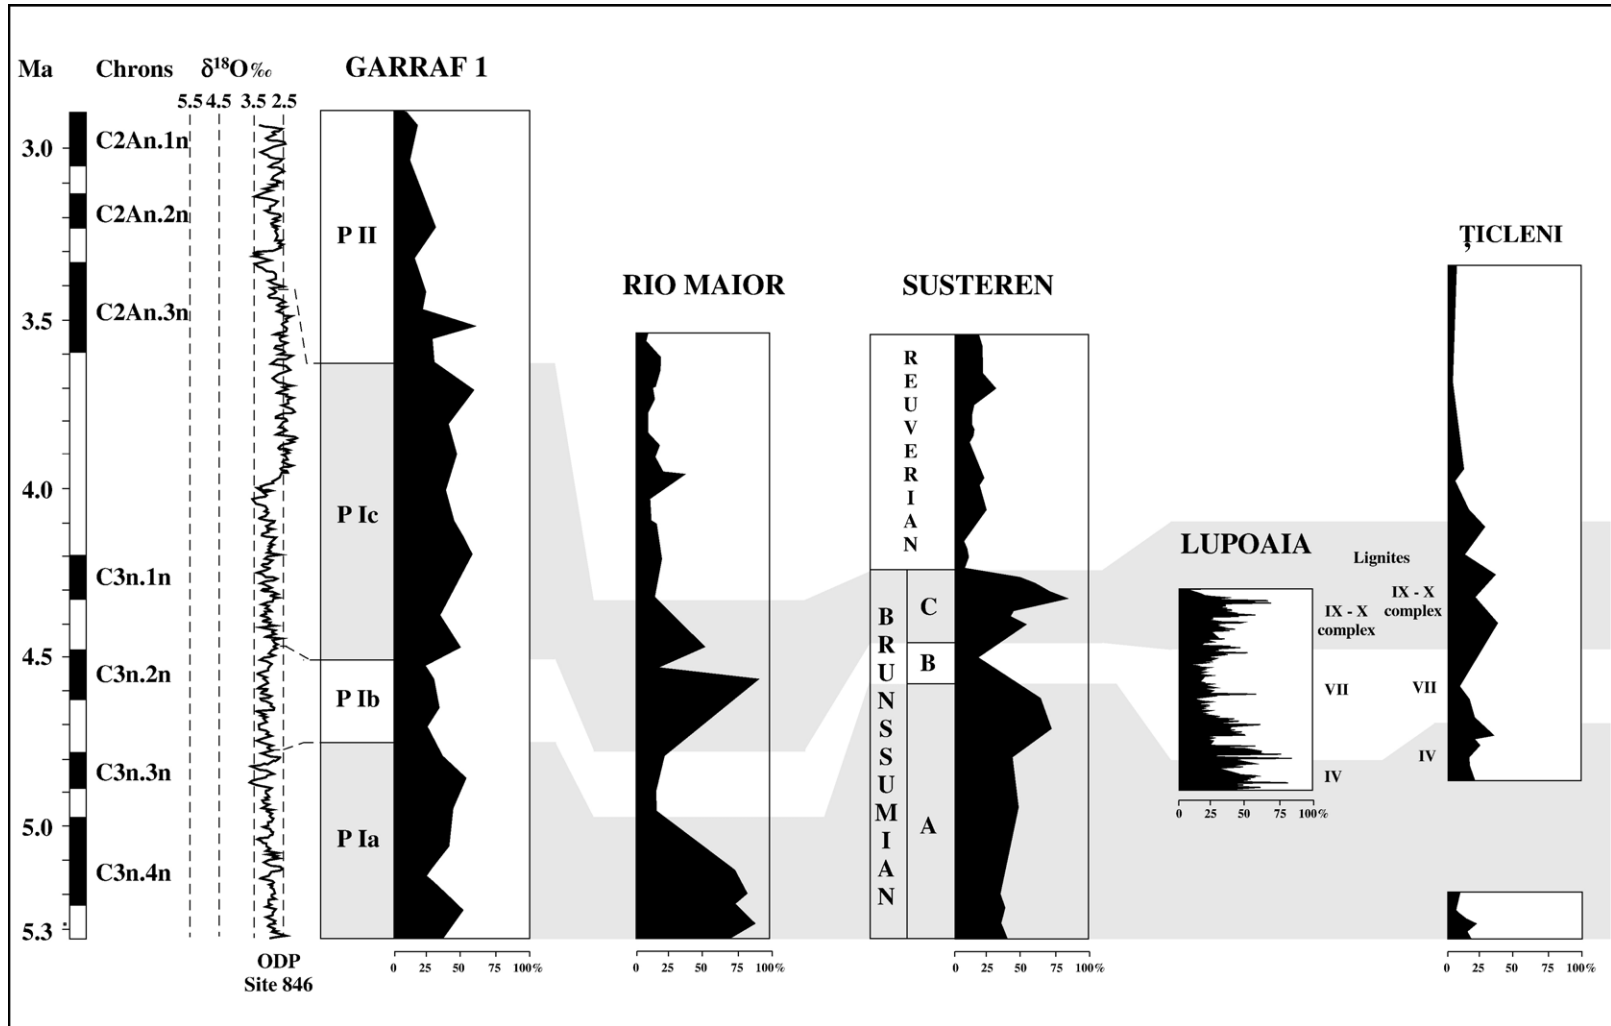 Ma
Chrons
δ¹⁸O‰
5.5 4.5 3.5 2.5
3.0
3.5
4.0
4.5
5.0
5.3
C2An.1n
C2An.2n
C2An.3n
C3n.1n
C3n.2n
C3n.3n
C3n.4n
ODP
Site 846
GARRAF 1
P II
P Ic
P Ib
P Ia
0 25 50 75 100%
RIO MAIOR
0 25 50 75 100%
SUSTEREN
REUVERIAN
BRUNSSUMIAN
C
B
A
0 25 50 75 100%
LUPOAIA
IX - X
complex
VII
IV
0 25 50 75 100%
Lignites
ȚICLENI
IX - X
complex
VII
IV
0 25 50 75 100%